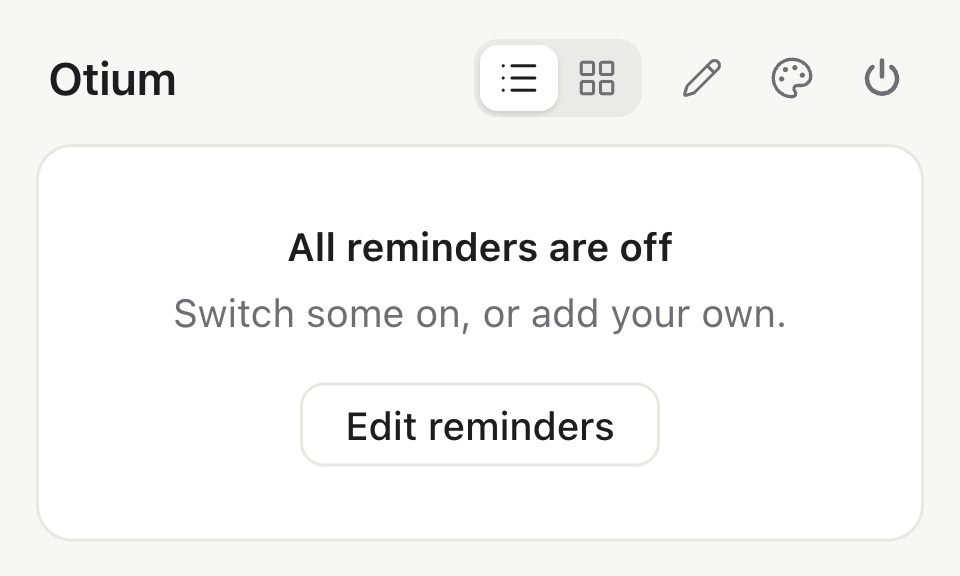 Otium
All reminders are off
Switch some on, or add your own.
Edit reminders